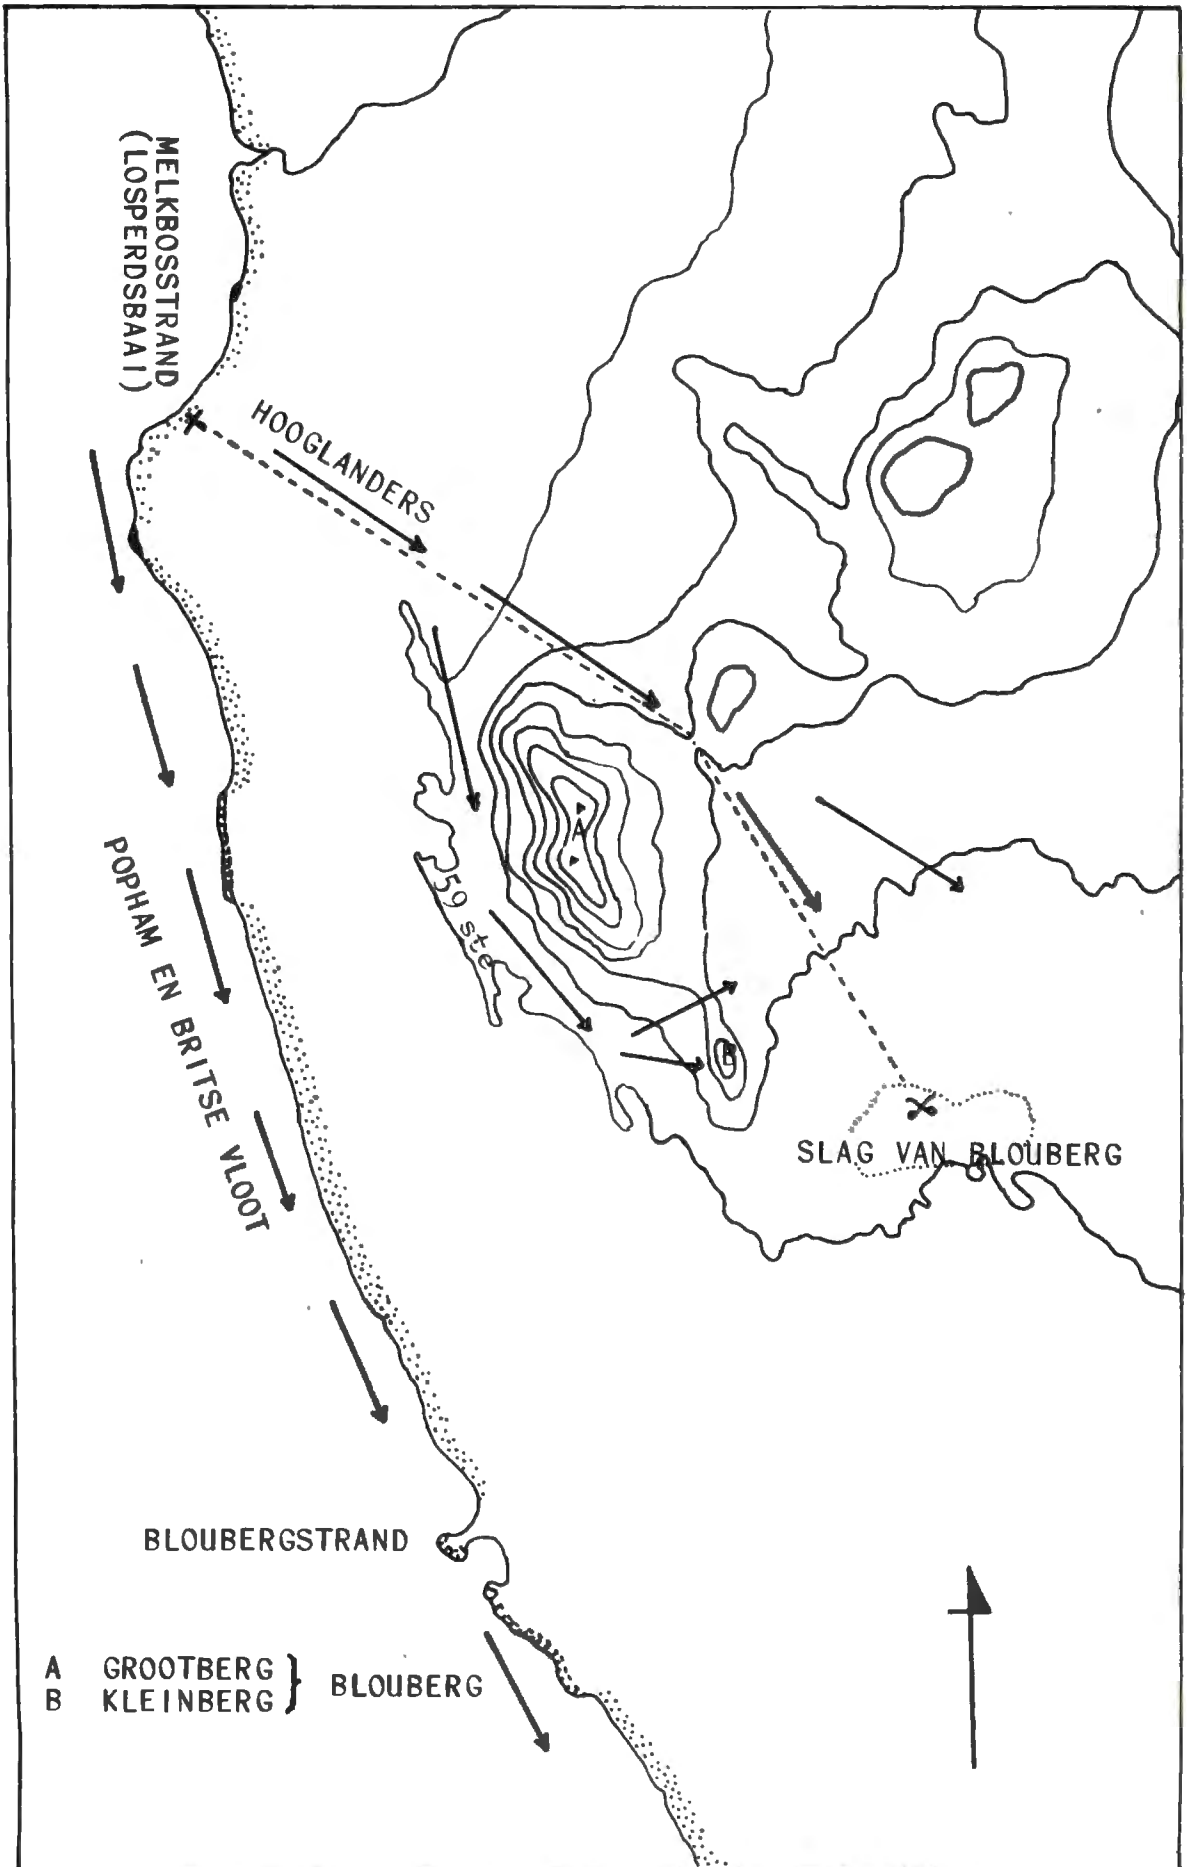 MELKBOSSTRAND
(LOSPERDSBAAI)
HOOGLANDERS
A
59 ste
B
POPHAM EN BRITSE VLOOT
SLAG VAN BLOUBERG
BLOUBERGSTRAND
A GROOTBERG } BLOUBERG
B KLEINBERG